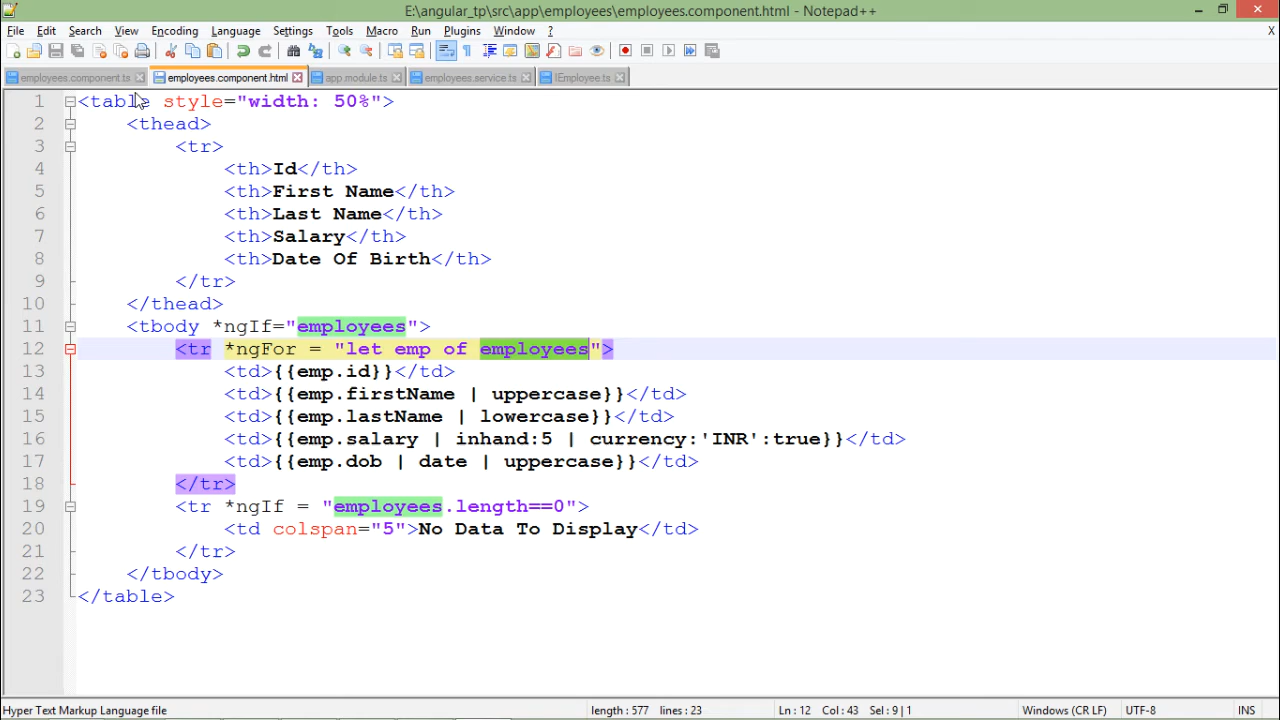 E:\angular_tp\src\app\employees\employees.component.html - Notepad++
File Edit Search View Encoding Language Settings Tools Macro Run Plugins Window ? X
employees.component.ts employees.component.html app.module.ts employees.service.ts IEmployee.ts
1 <table style="width: 50%">
2 <thead>
3 <tr>
4 <th>Id</th>
5 <th>First Name</th>
6 <th>Last Name</th>
7 <th>Salary</th>
8 <th>Date Of Birth</th>
9 </tr>
10 </thead>
11 <tbody *ngIf="employees">
12 <tr *ngFor = "let emp of employees">
13 <td>{{emp.id}}</td>
14 <td>{{emp.firstName | uppercase}}</td>
15 <td>{{emp.lastName | lowercase}}</td>
16 <td>{{emp.salary | inhand:5 | currency:'INR':true}}</td>
17 <td>{{emp.dob | date | uppercase}}</td>
18 </tr>
19 <tr *ngIf = "employees.length==0">
20 <td colspan="5">No Data To Display</td>
21 </tr>
22 </tbody>
23 </table>
Hyper Text Markup Language file length : 577 lines : 23 Ln : 12 Col : 43 Sel : 9 | 1 Windows (CR LF) UTF-8 INS